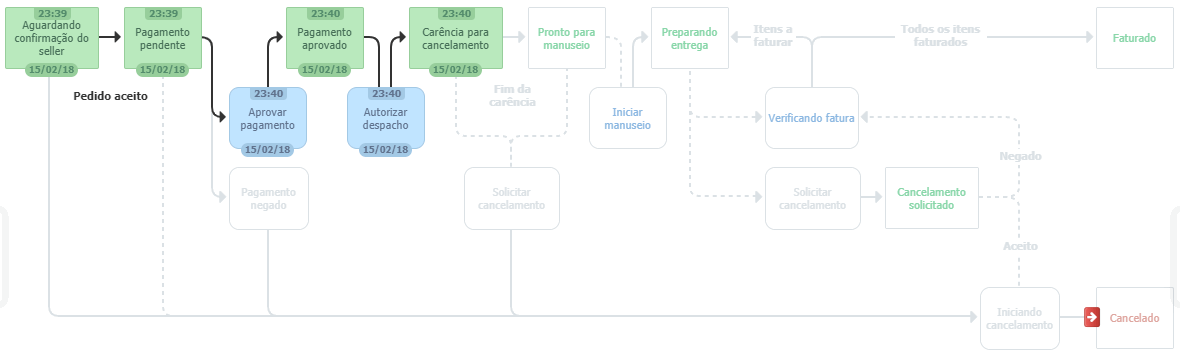 23:39
Aguardando
confirmação do
seller
15/02/18
23:39
Pagamento
pendente
15/02/18
23:40
Pagamento
aprovado
15/02/18
23:40
Carência para
cancelamento
15/02/18
Pronto para
manuseio
Preparando
entrega
Itens a
faturar
Todos os itens
faturados
Faturado
Pedido aceito
23:40
Aprovar
pagamento
15/02/18
23:40
Autorizar
despacho
15/02/18
Fim da
carência
Iniciar
manuseio
Verificando fatura
Negado
Pagamento
negado
Solicitar
cancelamento
Solicitar
cancelamento
Cancelamento
solicitado
Aceito
Iniciando
cancelamento
Cancelado